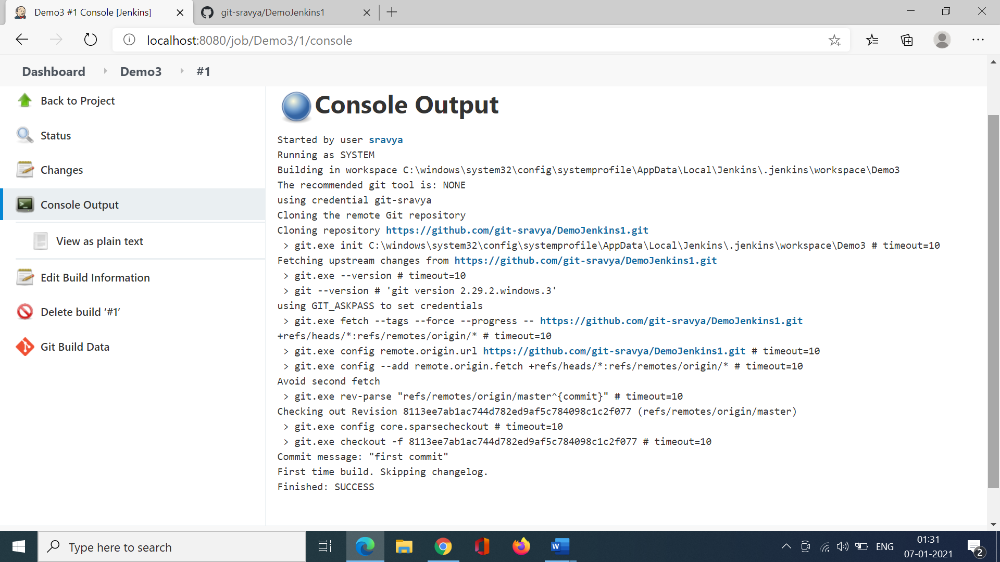 Demo3 #1 Console [Jenkins]
git-sravya/DemoJenkins1
localhost:8080/job/Demo3/1/console
Dashboard
Demo3
#1
Back to Project
Status
Changes
Console Output
View as plain text
Edit Build Information
Delete build ‘#1’
Git Build Data
Console Output
Started by user sravya
Running as SYSTEM
Building in workspace C:\windows\system32\config\systemprofile\AppData\Local\Jenkins\.jenkins\workspace\Demo3
The recommended git tool is: NONE
using credential git-sravya
Cloning the remote Git repository
Cloning repository https://github.com/git-sravya/DemoJenkins1.git
> git.exe init C:\windows\system32\config\systemprofile\AppData\Local\Jenkins\.jenkins\workspace\Demo3 # timeout=10
Fetching upstream changes from https://github.com/git-sravya/DemoJenkins1.git
> git.exe --version # timeout=10
> git --version # 'git version 2.29.2.windows.3'
using GIT_ASKPASS to set credentials
> git.exe fetch --tags --force --progress -- https://github.com/git-sravya/DemoJenkins1.git
+refs/heads/*:refs/remotes/origin/* # timeout=10
> git.exe config remote.origin.url https://github.com/git-sravya/DemoJenkins1.git # timeout=10
> git.exe config --add remote.origin.fetch +refs/heads/*:refs/remotes/origin/* # timeout=10
Avoid second fetch
> git.exe rev-parse "refs/remotes/origin/master^{commit}" # timeout=10
Checking out Revision 8113ee7ab1ac744d782ed9af5c784098c1c2f077 (refs/remotes/origin/master)
> git.exe config core.sparsecheckout # timeout=10
> git.exe checkout -f 8113ee7ab1ac744d782ed9af5c784098c1c2f077 # timeout=10
Commit message: "first commit"
First time build. Skipping changelog.
Finished: SUCCESS
Type here to search
W
ENG
01:31
07-01-2021
2